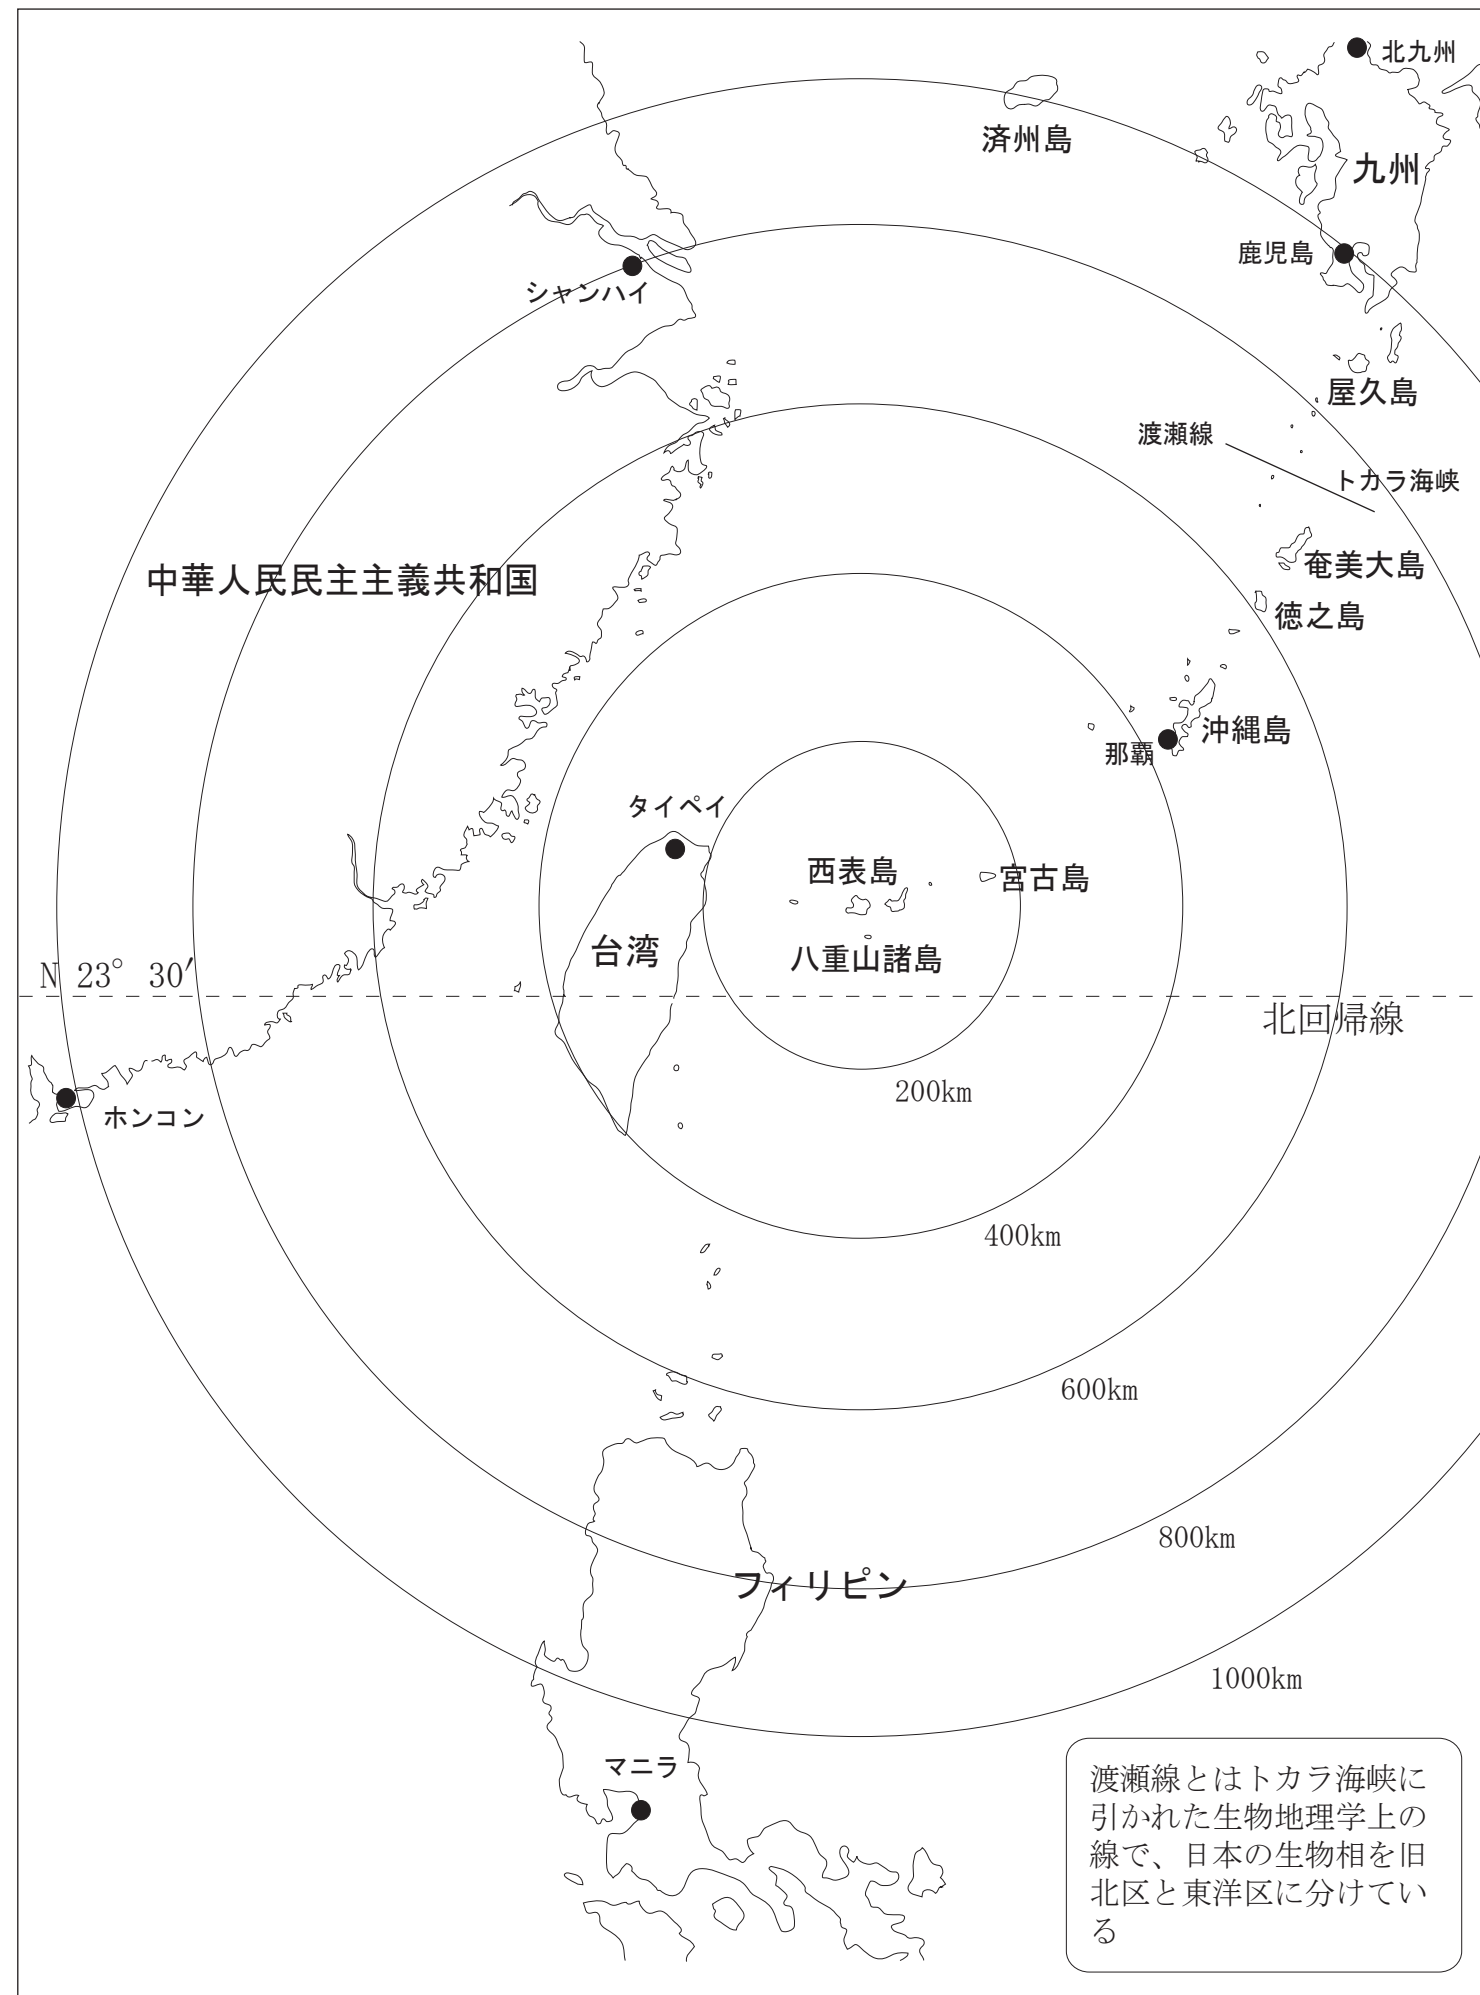 北九州
済州島
九州
鹿児島
シャンハイ
屋久島
渡瀬線
トカラ海峡
奄美大島
中華人民民主主義共和国
徳之島
沖縄島
那覇
タイペイ
西表島
宮古島
台湾
八重山諸島
N 23° 30′
北回帰線
200km
ホンコン
400km
600km
800km
フィリピン
1000km
マニラ
渡瀬線とはトカラ海峡に
引かれた生物地理学上の
線で、日本の生物相を旧
北区と東洋区に分けてい
る